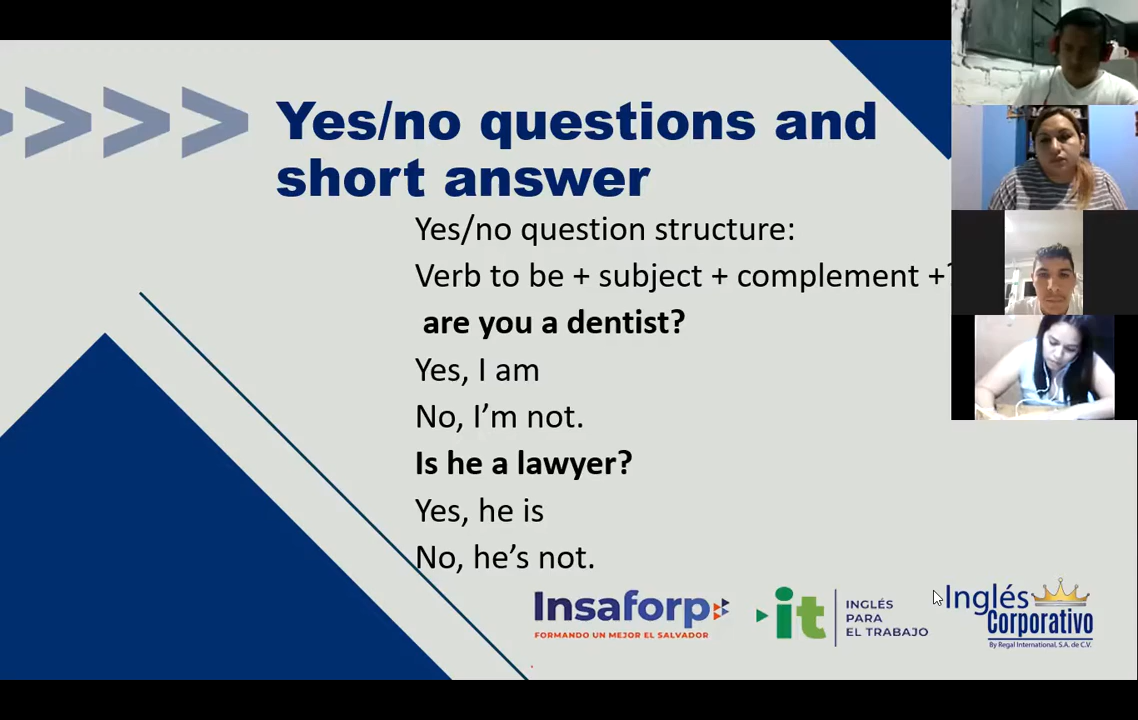 Yes/no questions and
short answer
Yes/no question structure:
Verb to be + subject + complement +?
are you a dentist?
Yes, I am
No, I'm not.
Is he a lawyer?
Yes, he is
No, he's not.
Insaforp
FORMANDO UN MEJOR EL SALVADOR
it
INGLÉS
PARA
EL TRABAJO
Inglés
Corporativo
By Regal International, S.A. de C.V.